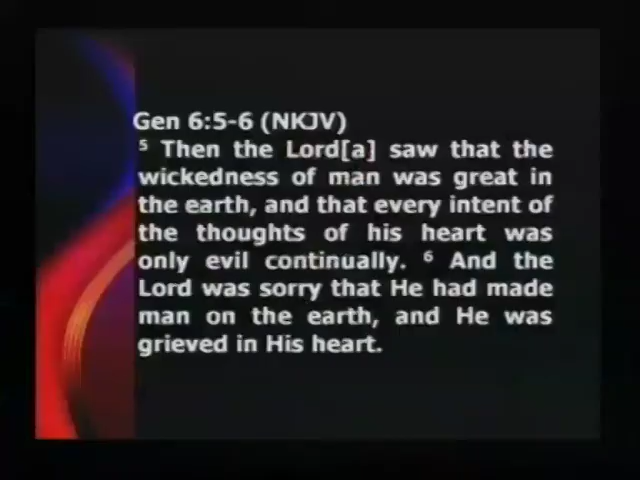 Gen 6:5-6 (NKJV)
⁵ Then the Lord[a] saw that the
wickedness of man was great in
the earth, and that every intent of
the thoughts of his heart was
only evil continually. ⁶ And the
Lord was sorry that He had made
man on the earth, and He was
grieved in His heart.